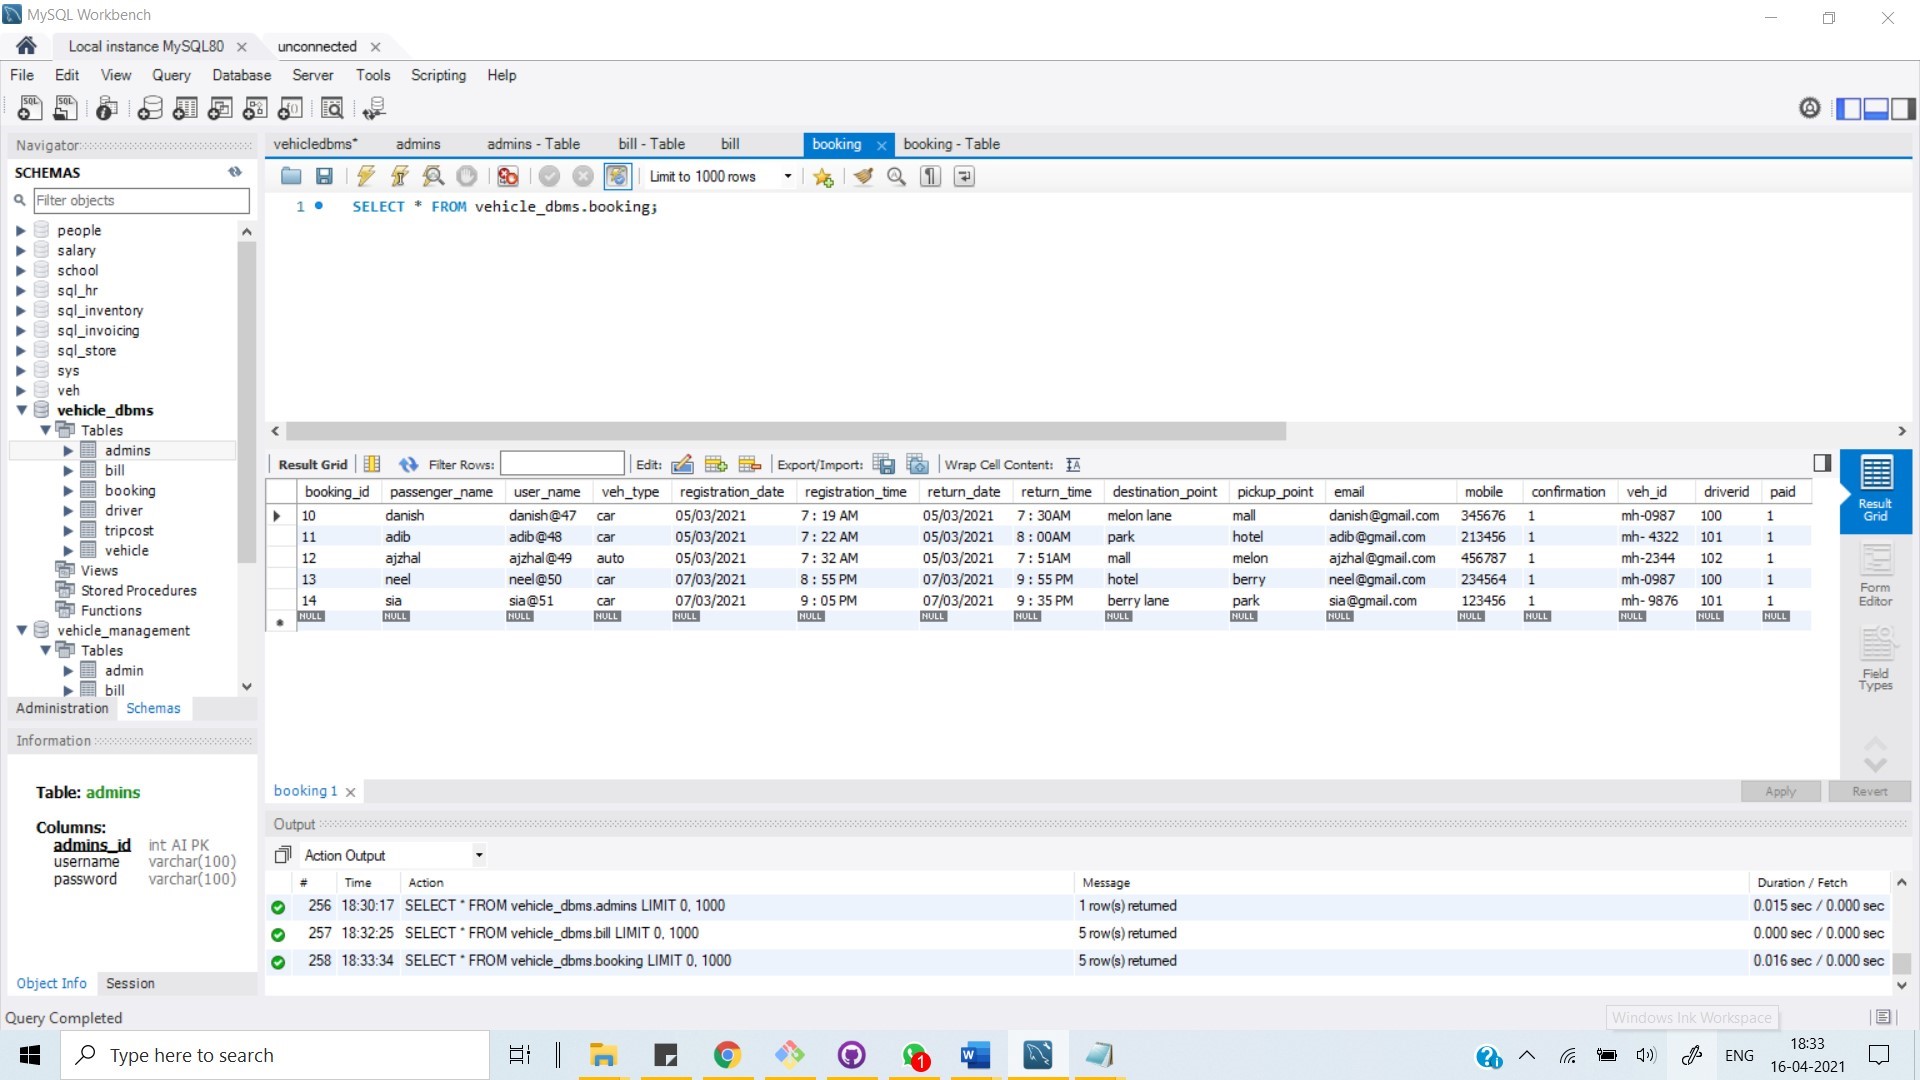 MySQL Workbench
Local instance MySQL80
unconnected
File Edit View Query Database Server Tools Scripting Help
Navigator
SCHEMAS
Filter objects
people
salary
school
sql_hr
sql_inventory
sql_invoicing
sql_store
sys
veh
vehicle_dbms
Tables
admins
bill
booking
driver
tripcost
vehicle
Views
Stored Procedures
Functions
vehicle_management
Tables
admin
bill
Administration Schemas
Information
Table: admins
Columns:
admins_id int AI PK
username varchar(100)
password varchar(100)
Object Info Session
vehicledbms* admins admins - Table bill - Table bill booking booking - Table
Limit to 1000 rows
1 SELECT * FROM vehicle_dbms.booking;
Result Grid Filter Rows: Edit: Export/Import: Wrap Cell Content:
booking_id passenger_name user_name veh_type registration_date registration_time return_date return_time destination_point pickup_point email mobile confirmation veh_id driverid paid
10 danish danish@47 car 05/03/2021 7 : 19 AM 05/03/2021 7 : 30AM melon lane mall danish@gmail.com 345676 1 mh-0987 100 1
11 adib adib@48 car 05/03/2021 7 : 22 AM 05/03/2021 8 : 00AM park hotel adib@gmail.com 213456 1 mh- 4322 101 1
12 ajzhal ajzhal@49 auto 05/03/2021 7 : 32 AM 05/03/2021 7 : 51AM mall melon ajzhal@gmail.com 456787 1 mh-2344 102 1
13 neel neel@50 car 07/03/2021 8 : 55 PM 07/03/2021 9 : 55 PM hotel berry neel@gmail.com 234564 1 mh-0987 100 1
14 sia sia@51 car 07/03/2021 9 : 05 PM 07/03/2021 9 : 35 PM berry lane park sia@gmail.com 123456 1 mh- 9876 101 1
NULL NULL NULL NULL NULL NULL NULL NULL NULL NULL NULL NULL NULL NULL NULL NULL
Result
Grid
Form
Editor
Field
Types
booking 1
Apply Revert
Output
Action Output
# Time Action Message Duration / Fetch
256 18:30:17 SELECT * FROM vehicle_dbms.admins LIMIT 0, 1000 1 row(s) returned 0.015 sec / 0.000 sec
257 18:32:25 SELECT * FROM vehicle_dbms.bill LIMIT 0, 1000 5 row(s) returned 0.000 sec / 0.000 sec
258 18:33:34 SELECT * FROM vehicle_dbms.booking LIMIT 0, 1000 5 row(s) returned 0.016 sec / 0.000 sec
Query Completed
Windows Ink Workspace
Type here to search
1
ENG
18:33
16-04-2021